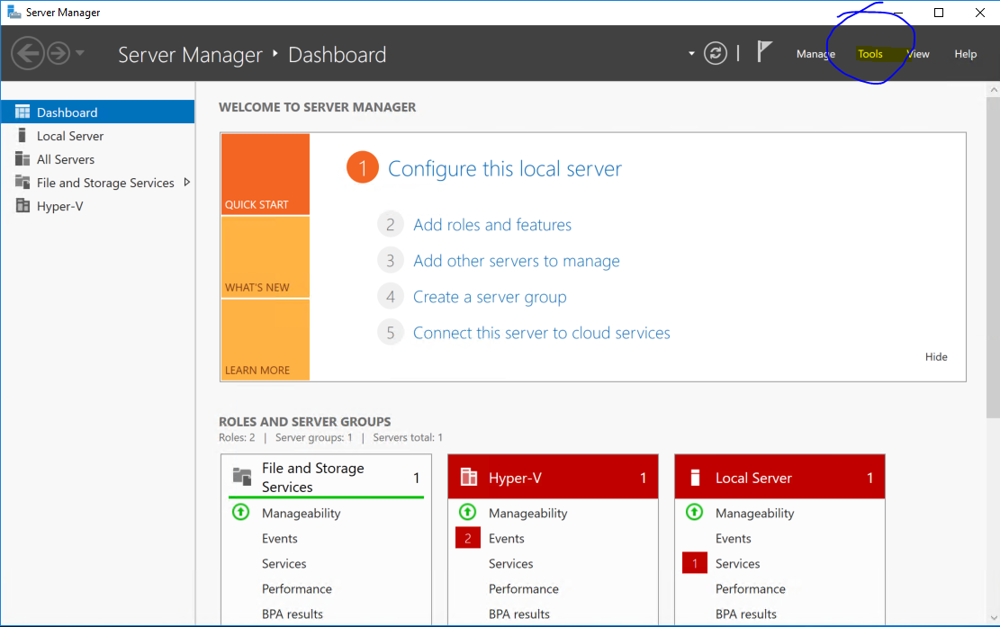 Server Manager
Server Manager ‣ Dashboard
Manage Tools View Help
Dashboard
Local Server
All Servers
File and Storage Services
Hyper-V
WELCOME TO SERVER MANAGER
QUICK START
WHAT'S NEW
LEARN MORE
1 Configure this local server
2 Add roles and features
3 Add other servers to manage
4 Create a server group
5 Connect this server to cloud services
Hide
ROLES AND SERVER GROUPS
Roles: 2 | Server groups: 1 | Servers total: 1
File and Storage
Services 1
Manageability
Events
Services
Performance
BPA results
Hyper-V 1
Manageability
2 Events
Services
Performance
BPA results
Local Server 1
Manageability
Events
1 Services
Performance
BPA results